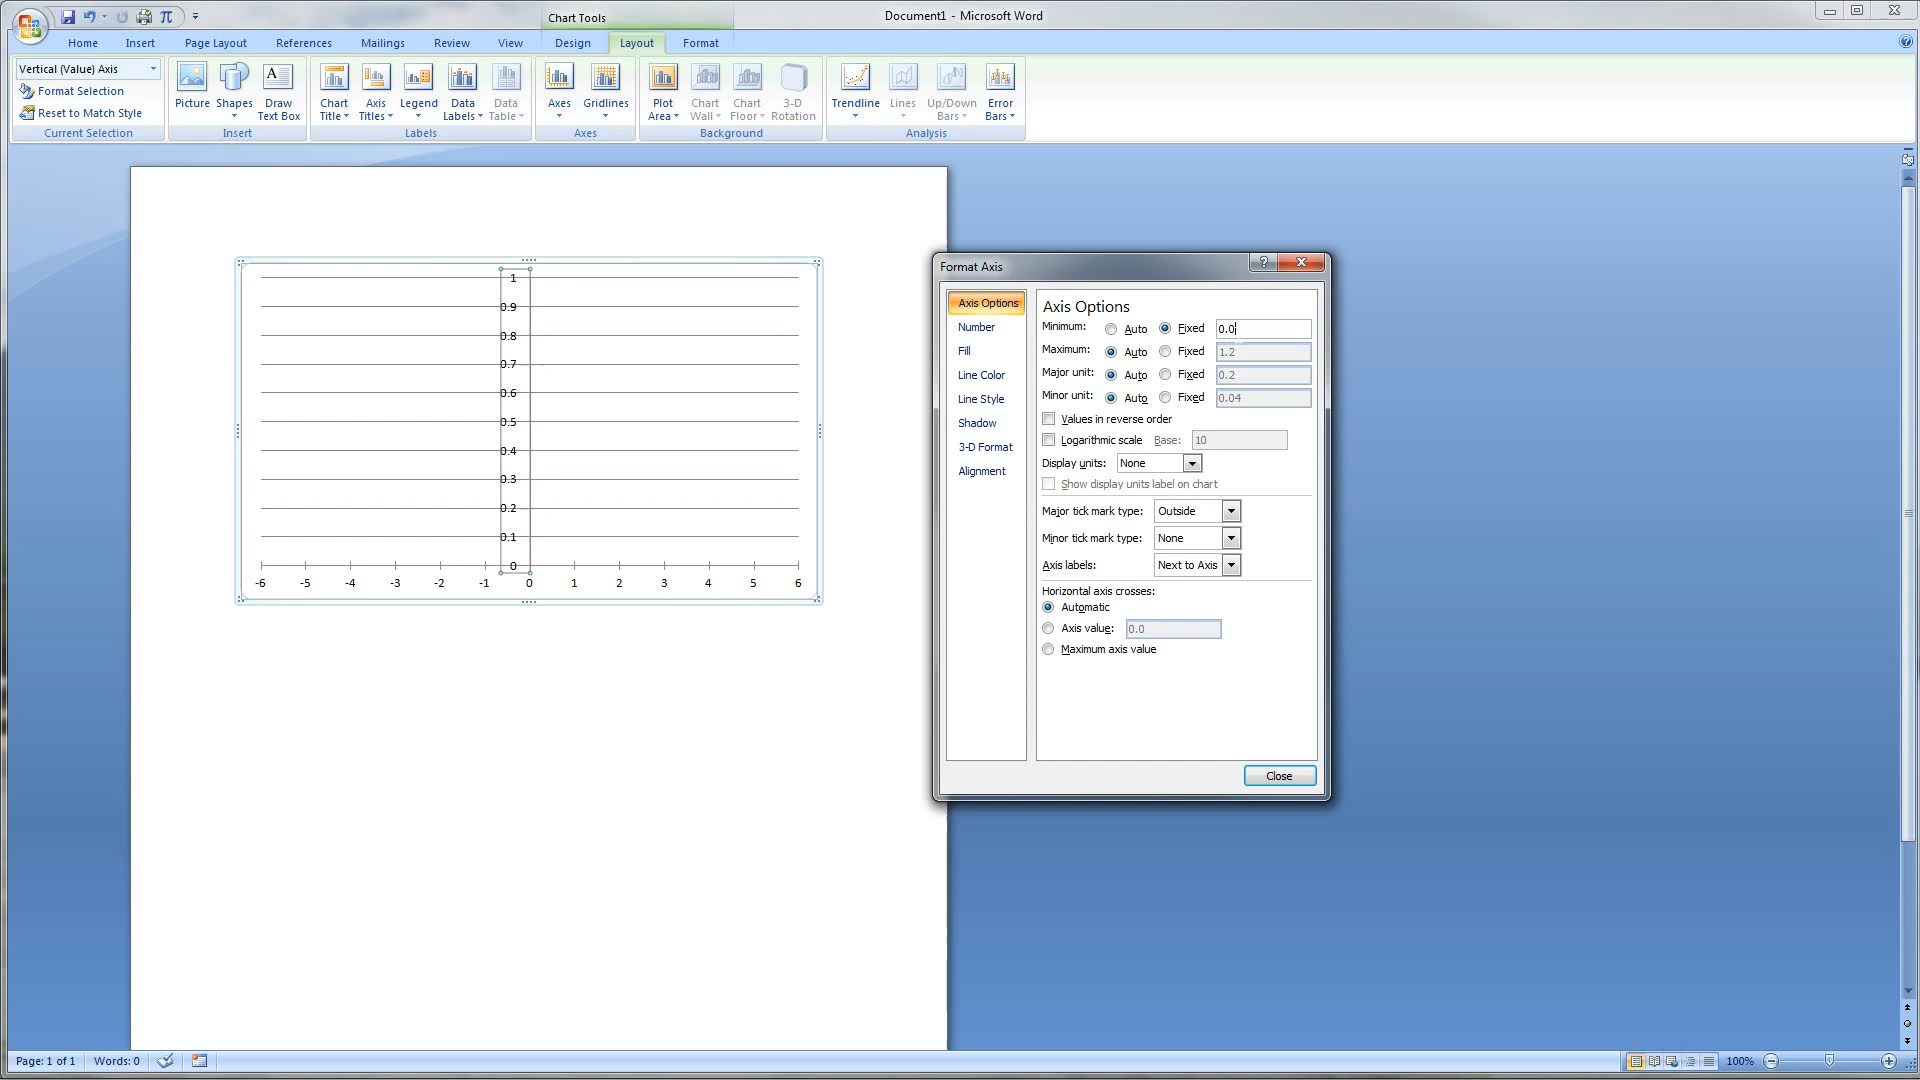 Chart Tools
Document1 - Microsoft Word
Home Insert Page Layout References Mailings Review View Design Layout Format
Vertical (Value) Axis
Format Selection
Reset to Match Style
Current Selection
Picture Shapes Draw Text Box
Insert
Chart Title Axis Titles Legend Data Labels Data Table
Labels
Axes Gridlines
Axes
Plot Area Chart Wall Chart Floor 3-D Rotation
Background
Trendline Lines Up/Down Bars Error Bars
Analysis
1
0.9
0.8
0.7
0.6
0.5
0.4
0.3
0.2
0.1
0
-6 -5 -4 -3 -2 -1 0 1 2 3 4 5 6
Format Axis
Axis Options
Number
Fill
Line Color
Line Style
Shadow
3-D Format
Alignment
Axis Options
Minimum: Auto Fixed 0.0
Maximum: Auto Fixed 1.2
Major unit: Auto Fixed 0.2
Minor unit: Auto Fixed 0.04
Values in reverse order
Logarithmic scale Base: 10
Display units: None
Show display units label on chart
Major tick mark type: Outside
Minor tick mark type: None
Axis labels: Next to Axis
Horizontal axis crosses:
Automatic
Axis value: 0.0
Maximum axis value
Close
Page: 1 of 1 Words: 0 100%